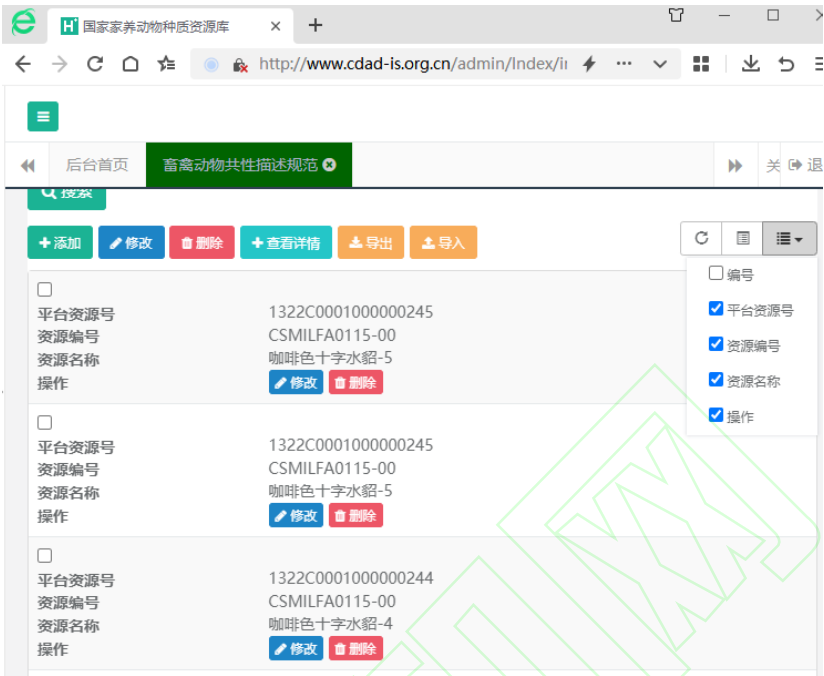 国家家养动物种质资源库
http://www.cdad-is.org.cn/admin/Index/in
后台首页
畜禽动物共性描述规范
关
退
搜索
添加 修改 删除 查看详情 导出 导入
编号
平台资源号
资源编号
资源名称
操作
平台资源号 1322C0001000000245
资源编号 CSMILFA0115-00
资源名称 咖啡色十字水貂-5
操作 修改 删除
平台资源号 1322C0001000000245
资源编号 CSMILFA0115-00
资源名称 咖啡色十字水貂-5
操作 修改 删除
平台资源号 1322C0001000000244
资源编号 CSMILFA0115-00
资源名称 咖啡色十字水貂-4
操作 修改 删除